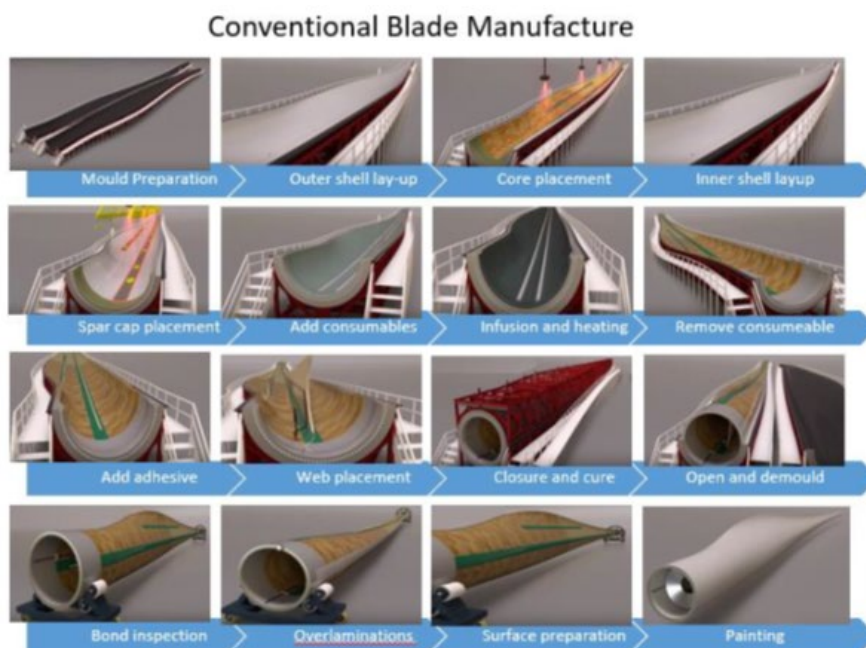 Conventional Blade Manufacture
Mould Preparation
Outer shell lay-up
Core placement
Inner shell layup
Spar cap placement
Add consumables
Infusion and heating
Remove consumeable
Add adhesive
Web placement
Closure and cure
Open and demould
Bond inspection
Overlaminations
Surface preparation
Painting